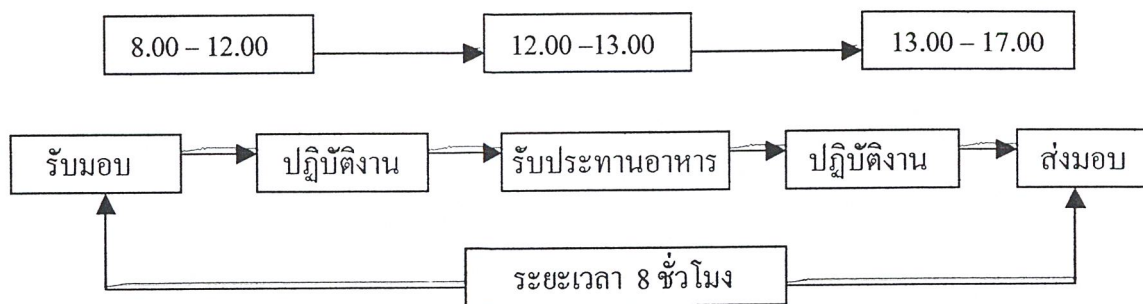 8.00 – 12.00 12.00 –13.00 13.00 – 17.00
รับมอบ ปฏิบัติงาน รับประทานอาหาร ปฏิบัติงาน ส่งมอบ
ระยะเวลา 8 ชั่วโมง